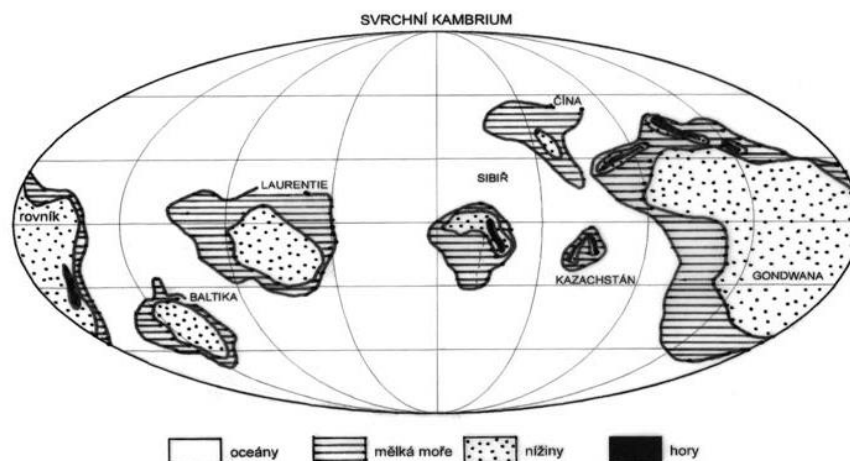 SVRCHNÍ KAMBRIUM
ČÍNA
SIBIŘ
LAURENTIE
rovník
KAZACHSTÁN
GONDWANA
BALTIKA
oceány
mělká moře
nížiny
hory